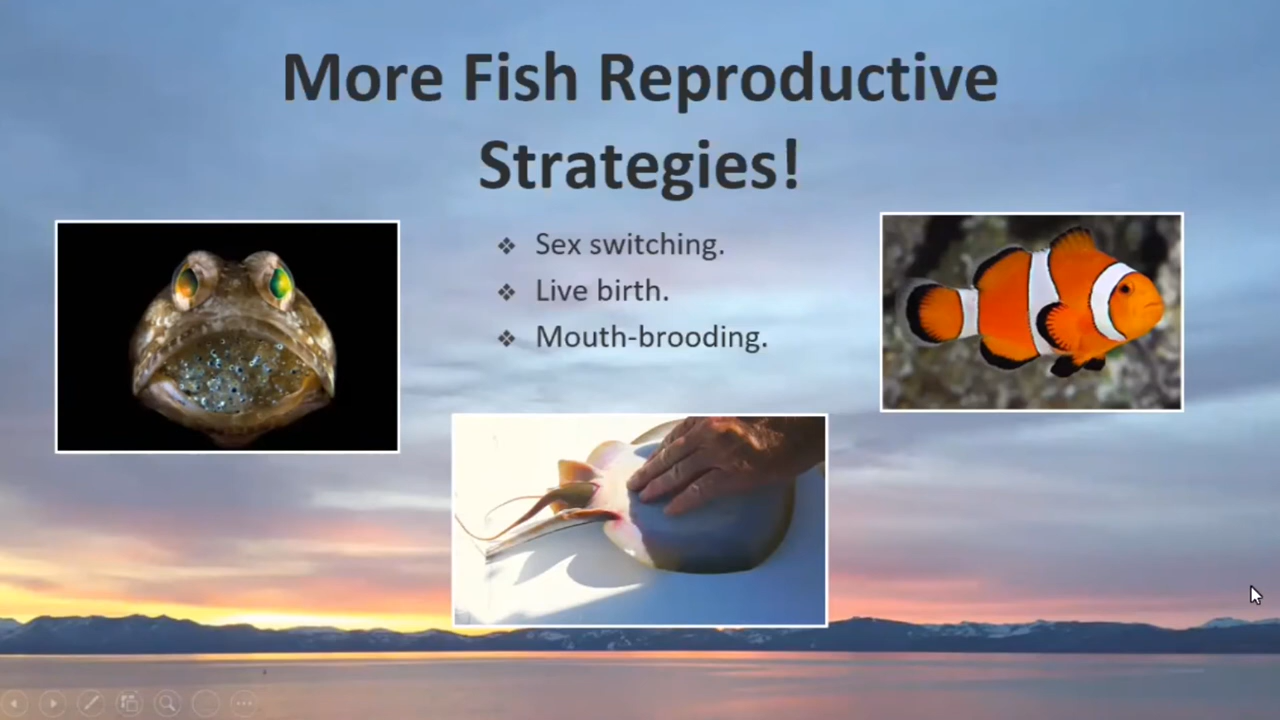 More Fish Reproductive
Strategies!
❖ Sex switching.
❖ Live birth.
❖ Mouth-brooding.